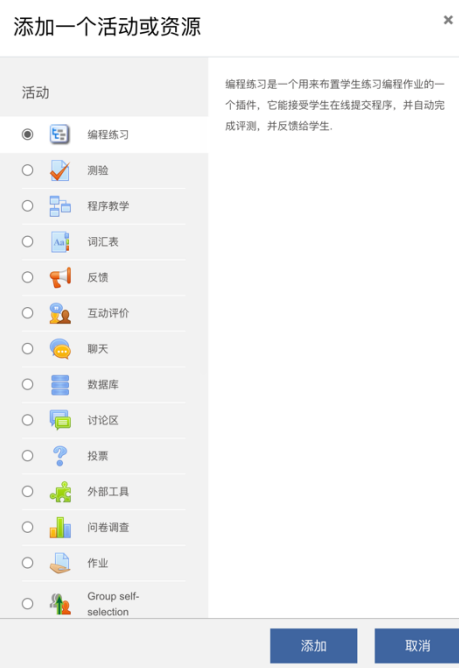 添加一个活动或资源
×
活动
编程练习
测验
程序教学
词汇表
反馈
互动评价
聊天
数据库
讨论区
投票
外部工具
问卷调查
作业
Group self-
selection
编程练习是一个用来布置学生练习编程作业的一
个插件，它能接受学生在线提交程序，并自动完
成评测，并反馈给学生.
添加
取消